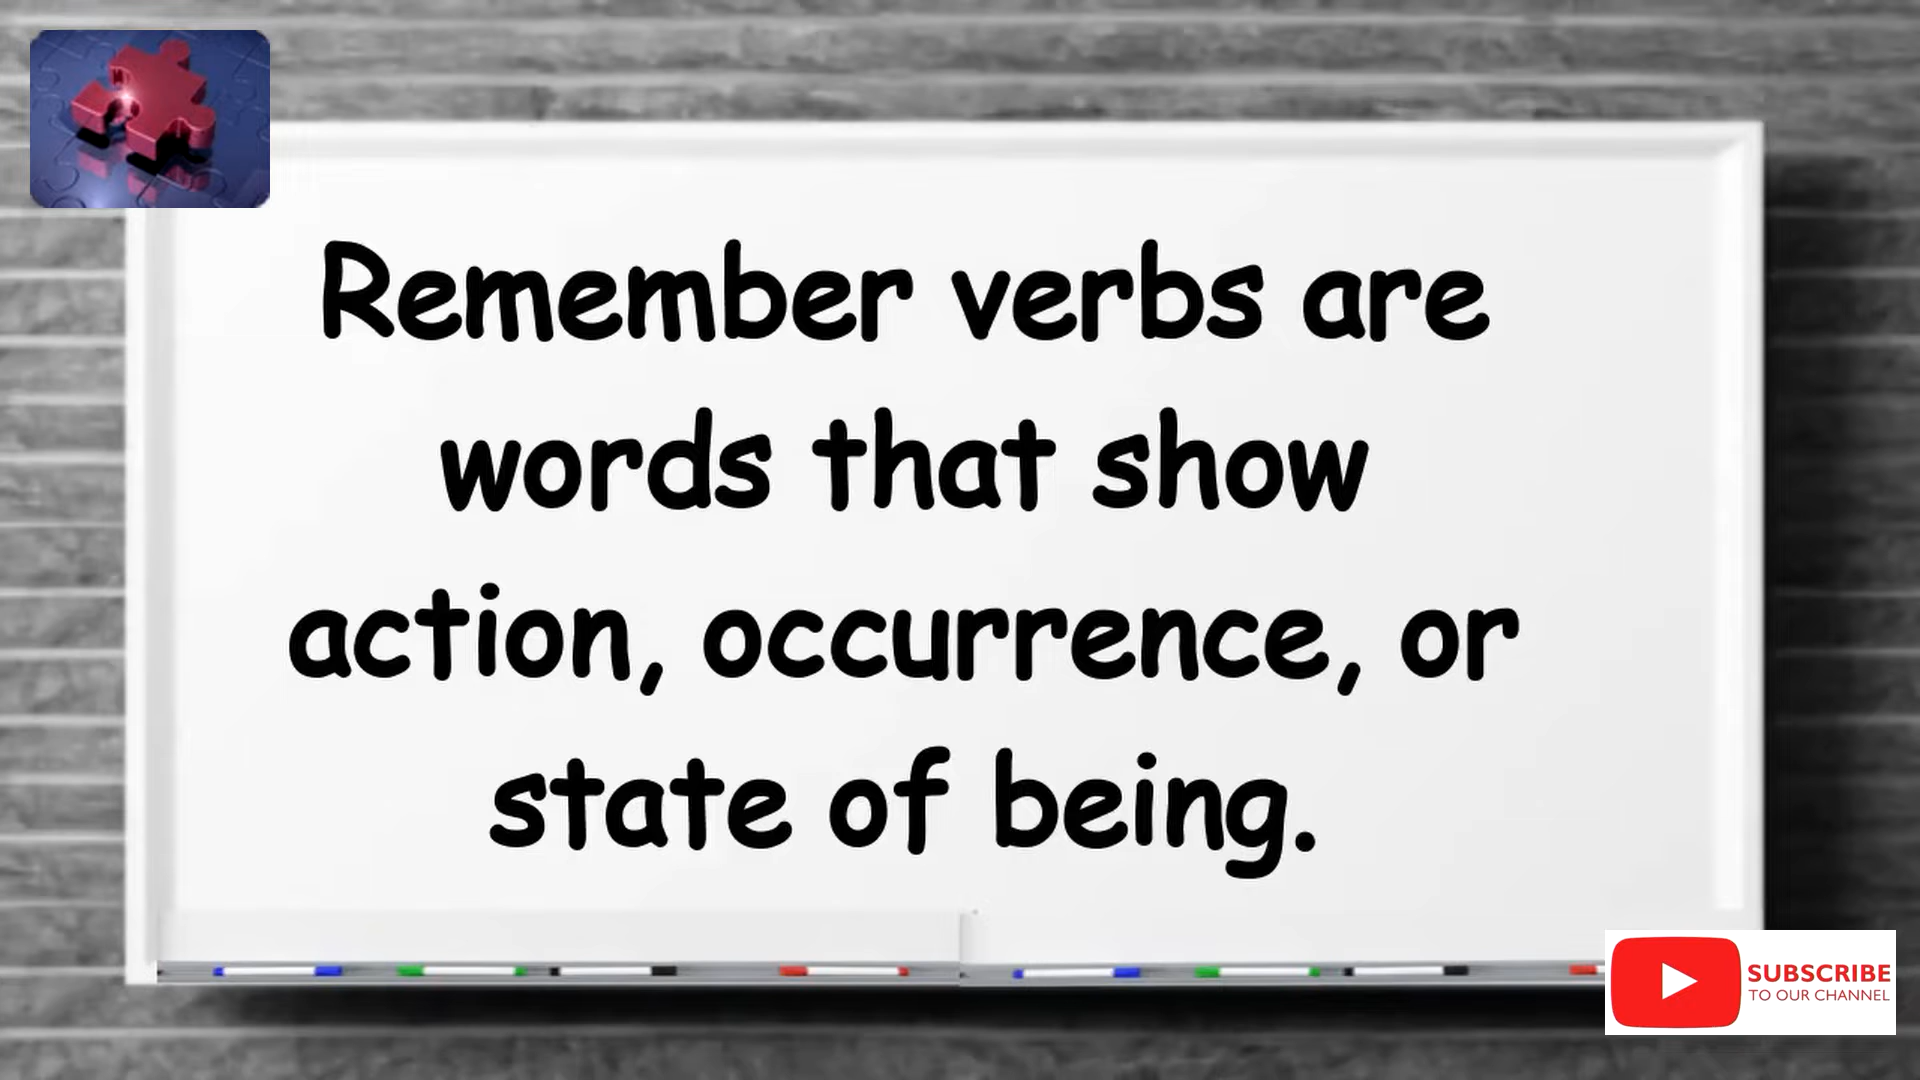 Remember verbs are
words that show
action, occurrence, or
state of being.
SUBSCRIBE
TO OUR CHANNEL